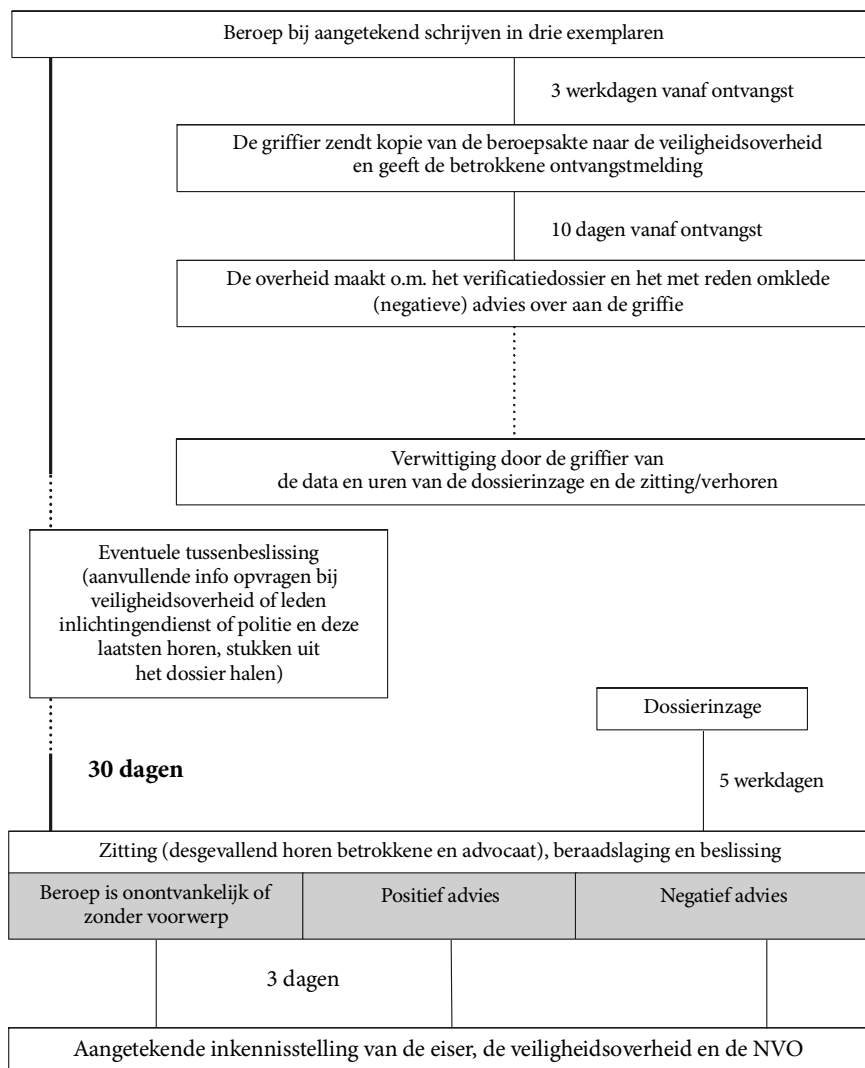 Beroep bij aangetekend schrijven in drie exemplaren
3 werkdagen vanaf ontvangst
De griffier zendt kopie van de beroepsakte naar de veiligheidsoverheid
en geeft de betrokkene ontvangstmelding
10 dagen vanaf ontvangst
De overheid maakt o.m. het verificatiedossier en het met reden omklede
(negatieve) advies over aan de griffie
Verwittiging door de griffier van
de data en uren van de dossierinzage en de zitting/verhoren
Eventuele tussenbeslissing
(aanvullende info opvragen bij
veiligheidsoverheid of leden
inlichtingendienst of politie en deze
laatsten horen, stukken uit
het dossier halen)
Dossierinzage
30 dagen
5 werkdagen
Zitting (desgevallend horen betrokkene en advocaat), beraadslaging en beslissing
Beroep is onontvankelijk of
zonder voorwerp
Positief advies
Negatief advies
3 dagen
Aangetekende inkennisstelling van de eiser, de veiligheidsoverheid en de NVO